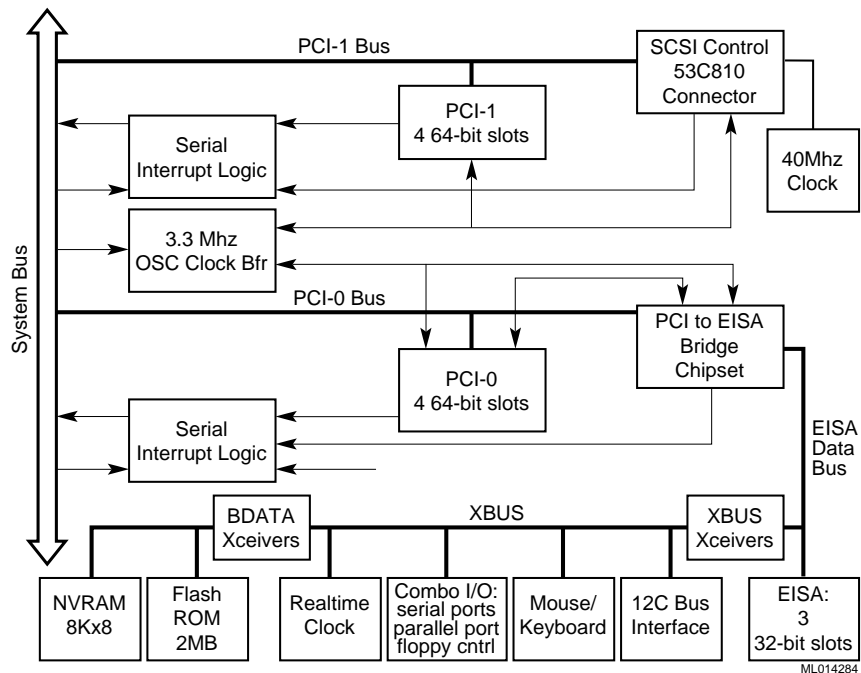 PCI-1 Bus
SCSI Control
53C810
Connector
PCI-1
4 64-bit slots
Serial
Interrupt Logic
40Mhz
Clock
3.3 Mhz
OSC Clock Bfr
System Bus
PCI-0 Bus
PCI to EISA
Bridge
Chipset
PCI-0
4 64-bit slots
Serial
Interrupt Logic
EISA
Data
Bus
BDATA
Xceivers
XBUS
XBUS
Xceivers
NVRAM
8Kx8
Flash
ROM
2MB
Realtime
Clock
Combo I/O:
serial ports
parallel port
floppy cntrl
Mouse/
Keyboard
12C Bus
Interface
EISA:
3
32-bit slots
ML014284